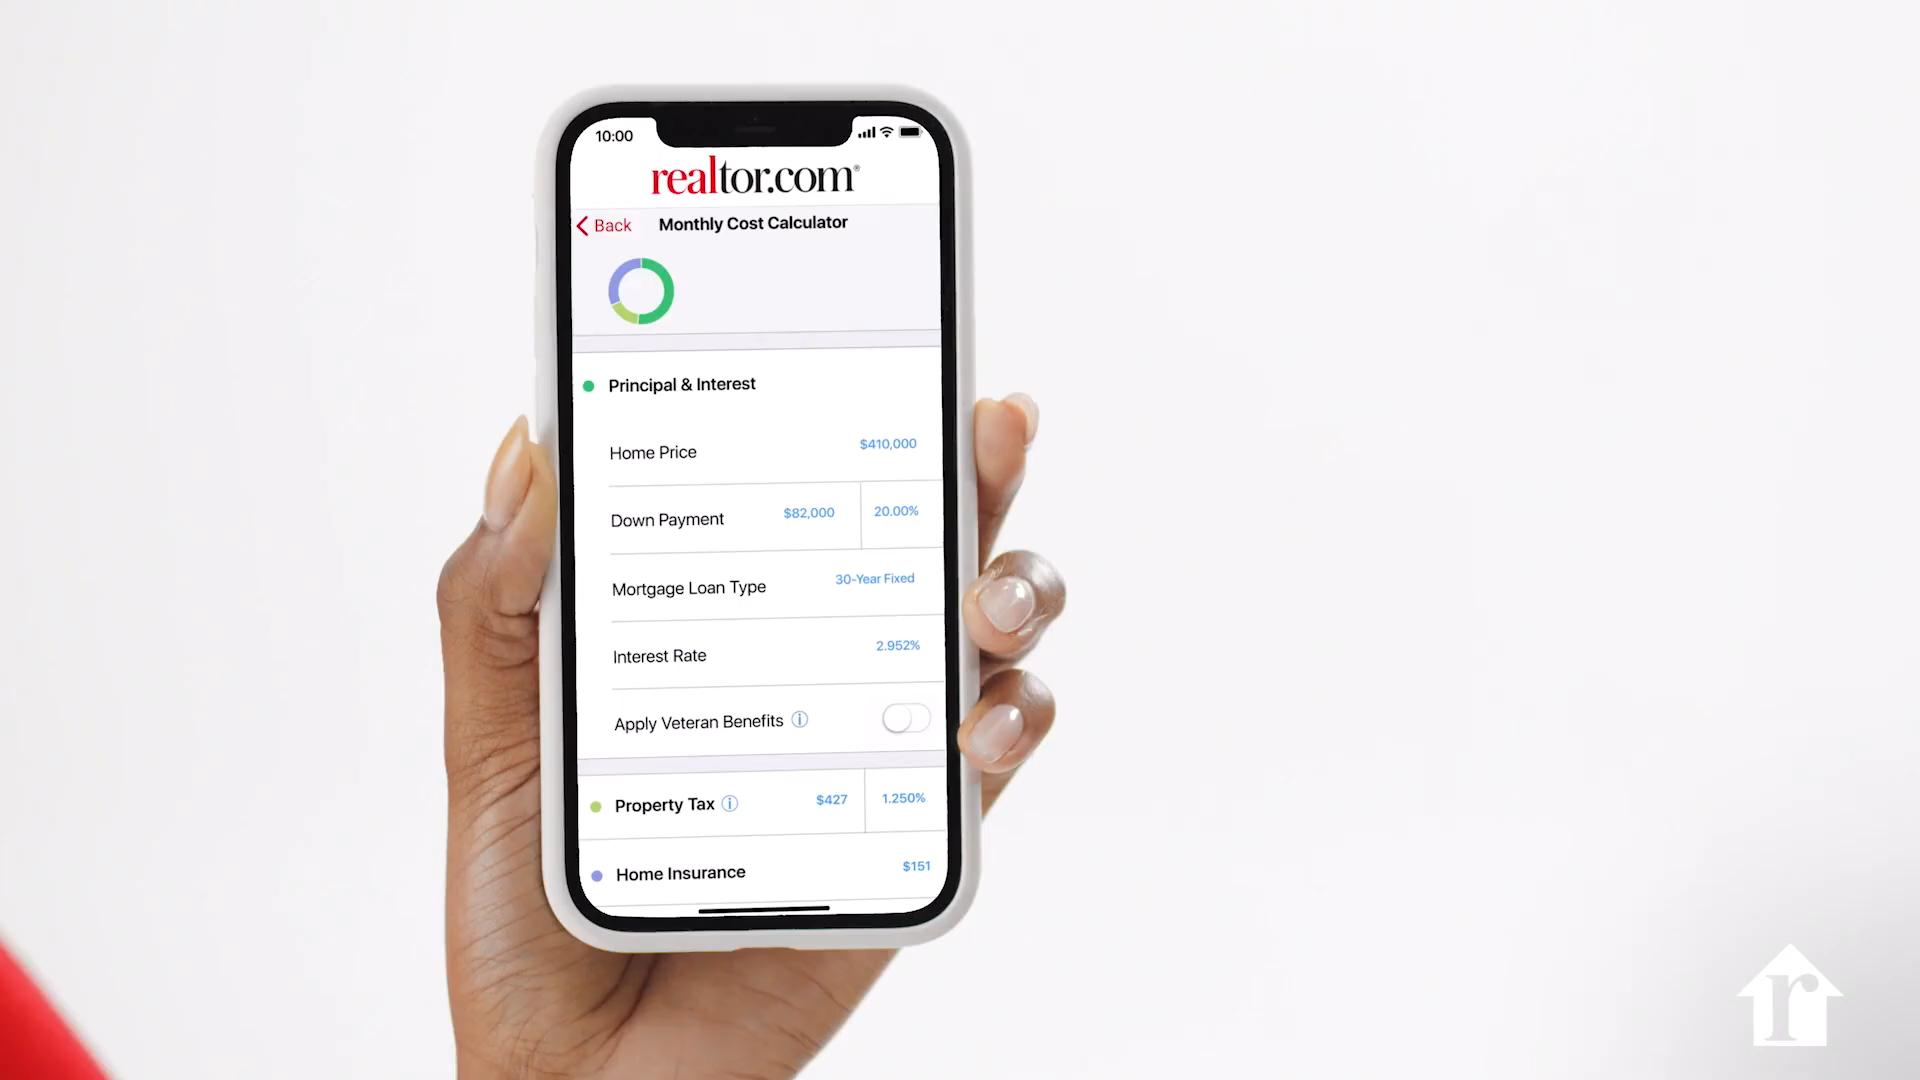 10:00
realtor.com®
Back Monthly Cost Calculator
Principal & Interest
Home Price $410,000
Down Payment $82,000 20.00%
Mortgage Loan Type 30-Year Fixed
Interest Rate 2.952%
Apply Veteran Benefits i
Property Tax i $427 1.250%
Home Insurance $151
r